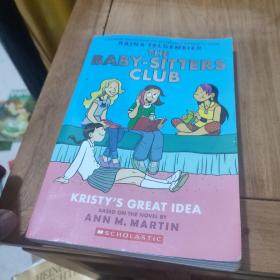 RAINA TELGEMEIER
THE
BABY-SITTERS
CLUB
KRISTY'S GREAT IDEA
BASED ON THE NOVEL BY
ANN M. MARTIN
SCHOLASTIC